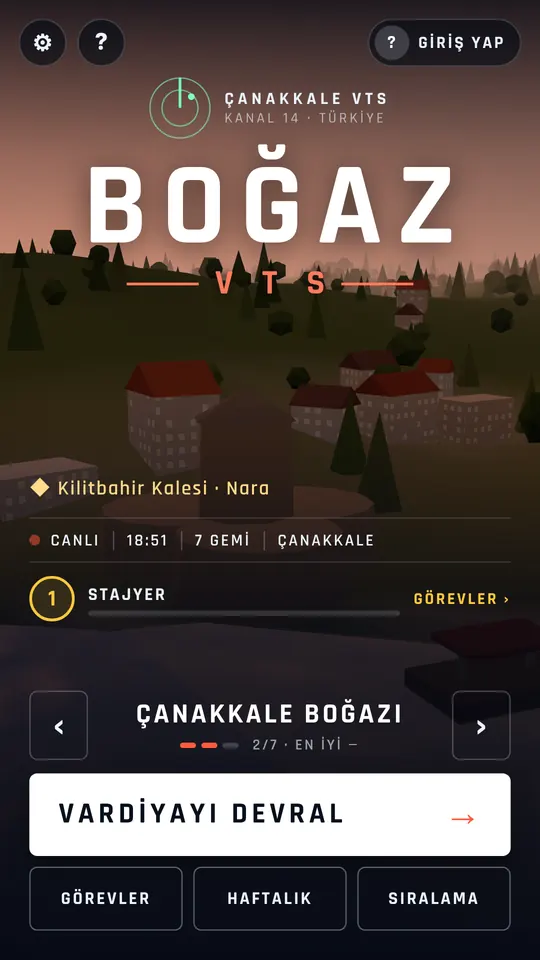 ? GİRİŞ YAP
?
ÇANAKKALE VTS
KANAL 14 · TÜRKİYE
BOĞAZ
VTS
Kilitbahir Kalesi · Nara
CANLI | 18:51 | 7 GEMİ | ÇANAKKALE
1 STAJYER
GÖREVLER ›
‹ ÇANAKKALE BOĞAZI ›
2/7 · EN İYİ —
VARDİYAYI DEVRAL →
GÖREVLER
HAFTALIK
SIRALAMA